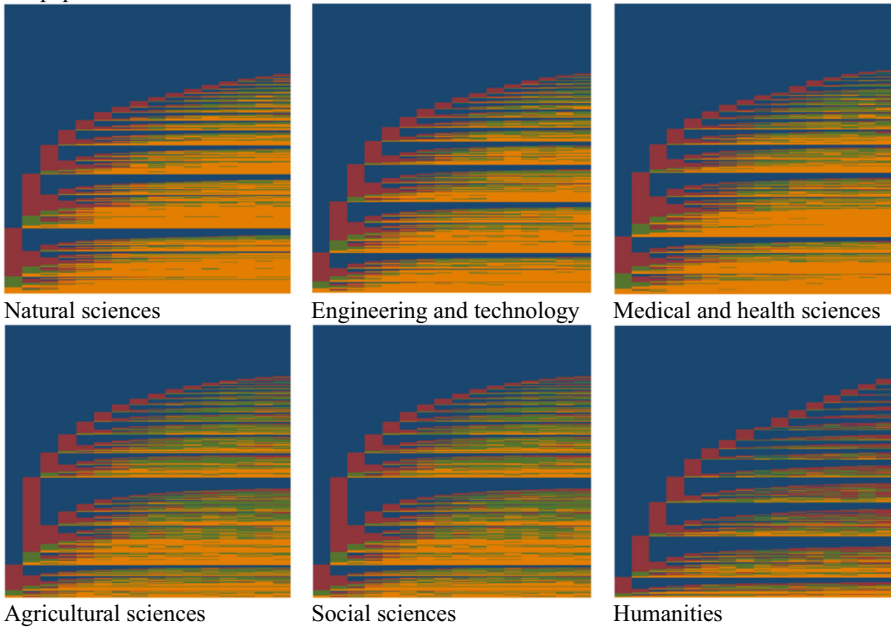 Natural sciences
Engineering and technology
Medical and health sciences
Agricultural sciences
Social sciences
Humanities